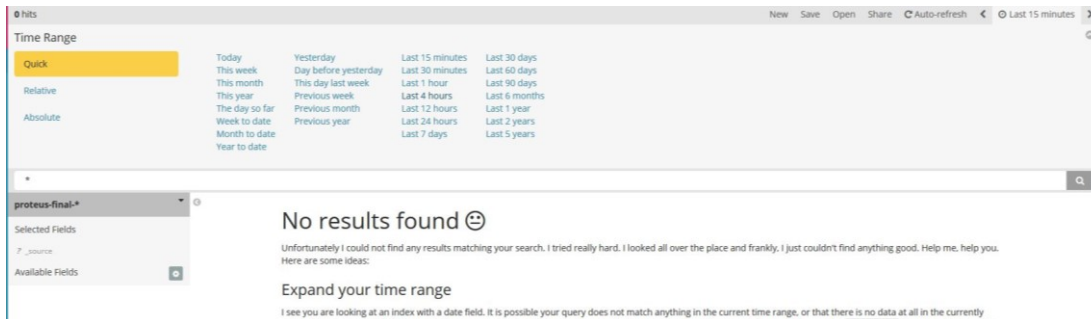 0 hits New Save Open Share Auto-refresh Last 15 minutes
Time Range
Quick
Relative
Absolute
Today
This week
This month
This year
The day so far
Week to date
Month to date
Year to date
Yesterday
Day before yesterday
This day last week
Previous week
Previous month
Previous year
Last 15 minutes
Last 30 minutes
Last 1 hour
Last 4 hours
Last 12 hours
Last 24 hours
Last 7 days
Last 30 days
Last 60 days
Last 90 days
Last 6 months
Last 1 year
Last 2 years
Last 5 years
*
proteus-final-*
Selected Fields
? _source
Available Fields
No results found
Unfortunately I could not find any results matching your search. I tried really hard. I looked all over the place and frankly, I just couldn't find anything good. Help me, help you.
Here are some ideas:
Expand your time range
I see you are looking at an index with a date field. It is possible your query does not match anything in the current time range, or that there is no data at all in the currently